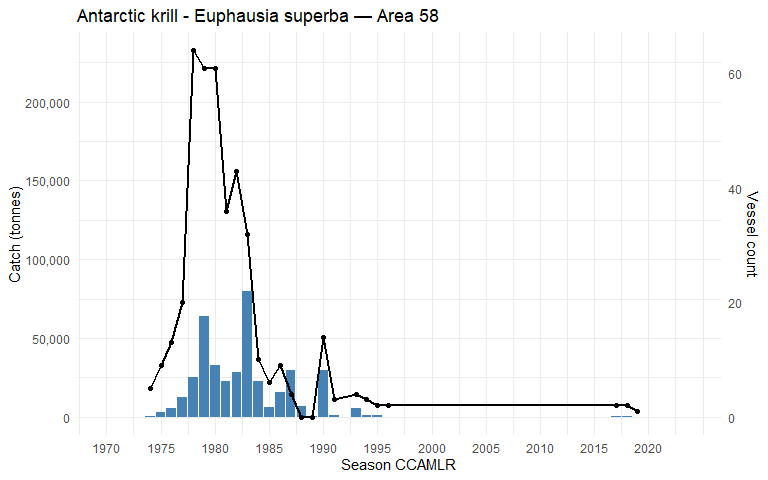 Antarctic krill - Euphausia superba — Area 58
Catch (tonnes)
200,000
150,000
100,000
50,000
0
60
40
20
0
Vessel count
1970 1975 1980 1985 1990 1995 2000 2005 2010 2015 2020
Season CCAMLR